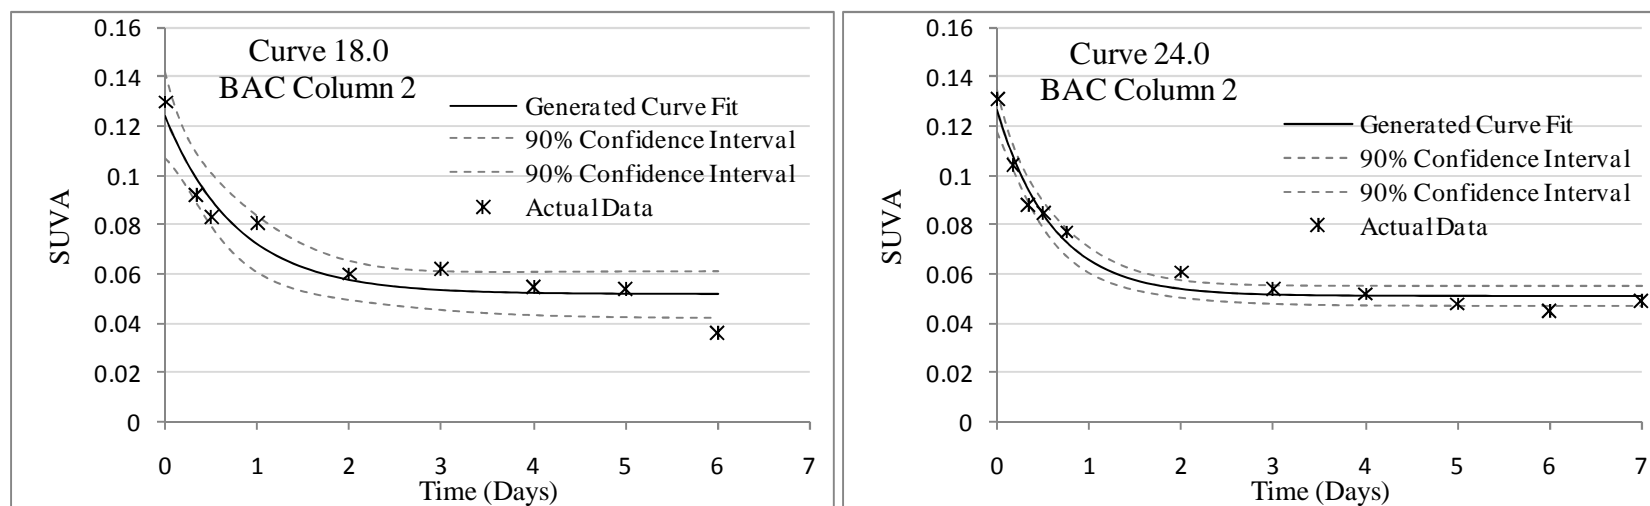 Curve 18.0
BAC Column 2
Generated Curve Fit
90% Confidence Interval
90% Confidence Interval
Actual Data
SUVA
0.16
0.14
0.12
0.1
0.08
0.06
0.04
0.02
0
0 1 2 3 4 5 6 7
Time (Days)
Curve 24.0
BAC Column 2
Generated Curve Fit
90% Confidence Interval
90% Confidence Interval
Actual Data
SUVA
0.16
0.14
0.12
0.1
0.08
0.06
0.04
0.02
0
0 1 2 3 4 5 6 7
Time (Days)